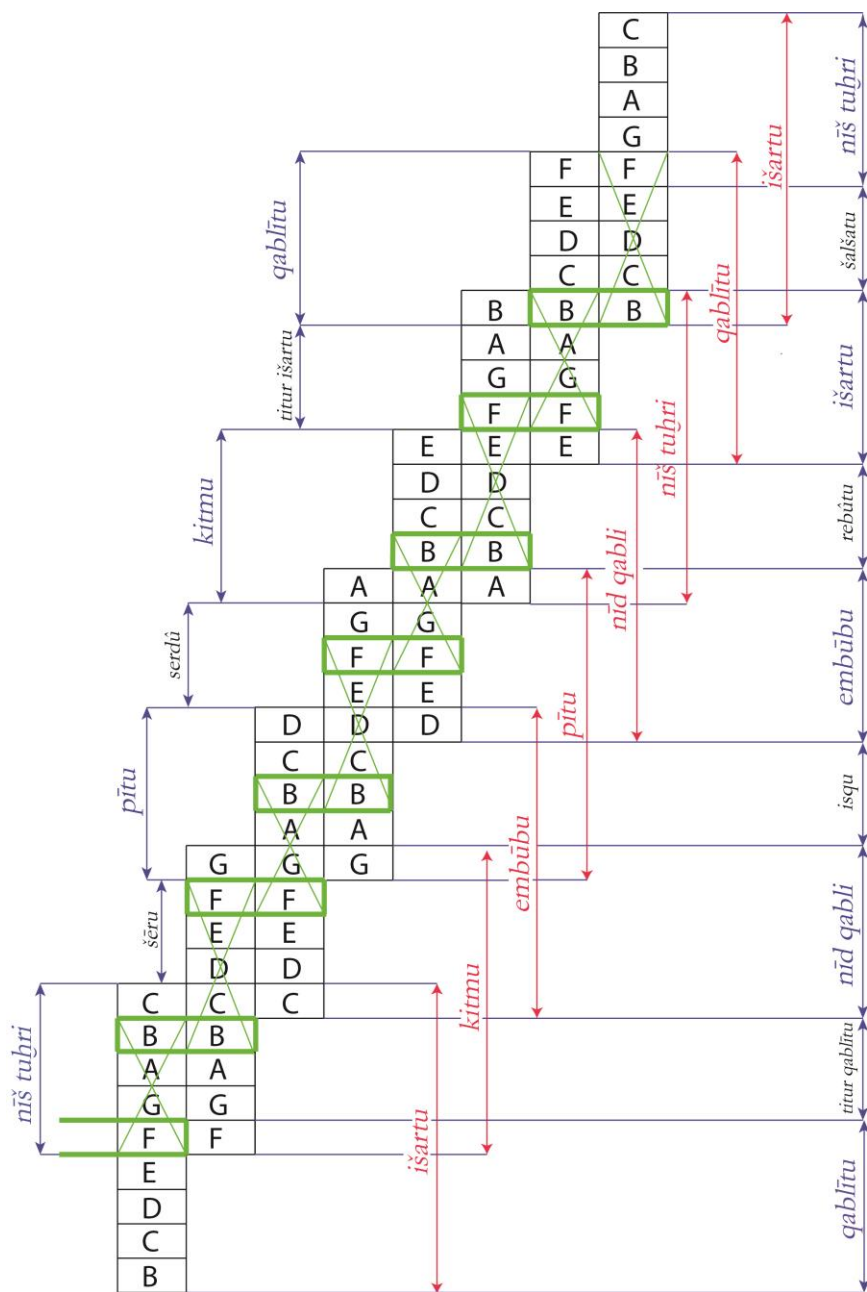 qablītu
titur išartu
kitmu
serdû
pītu
šēru
nīš tuḫri
C
B
A
G
F F
E E
D D
C C
B B B
A A
G G
F F
E E E
D D
C C
B B
A A A
G G
F F
E E
D D D
C C
B B
A A
G G G
F F
E E
D D
C C C
B B
A A
G G
F F
E
D
C
B
išartu
qablītu
nīš tuḫri
nīd qabli
pītu
embūbu
kitmu
išartu
nīš tuḫri
šalšatu
išartu
rebûtu
embūbu
isqu
nīd qabli
titur qablītu
qablītu